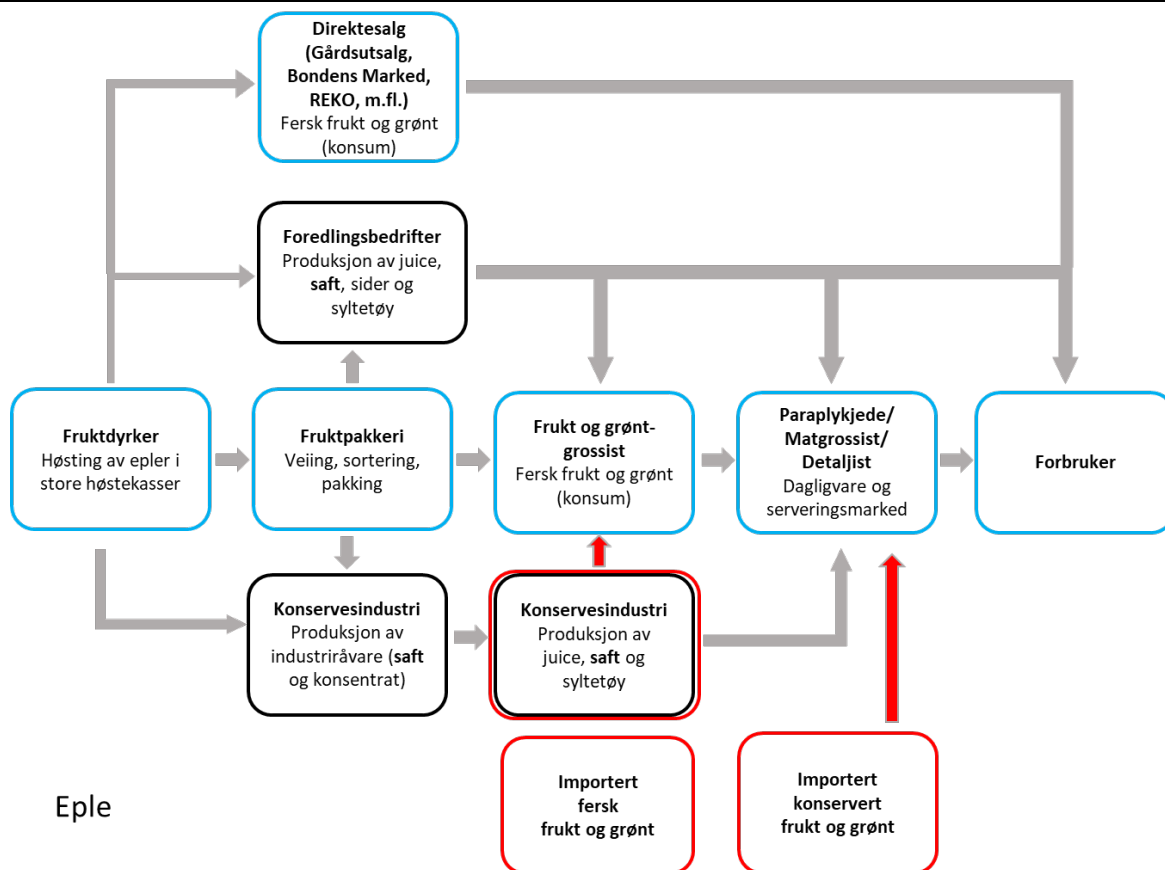 Direktesalg
(Gårdsutsalg,
Bondens Marked,
REKO, m.fl.)
Fersk frukt og grønt
(konsum)
Foredlingsbedrifter
Produksjon av juice,
saft, sider og
syltetøy
Fruktdyrker
Høsting av epler i
store høstekasser
Fruktpakkeri
Veiing, sortering,
pakking
Frukt og grønt-
grossist
Fersk frukt og grønt
(konsum)
Paraplykjede/
Matgrossist/
Detaljist
Dagligvare og
serveringsmarked
Forbruker
Konservesindustri
Produksjon av
industriråvare (saft
og konsentrat)
Konservesindustri
Produksjon av
juice, saft og
syltetøy
Eple
Importert
fersk
frukt og grønt
Importert
konservert
frukt og grønt